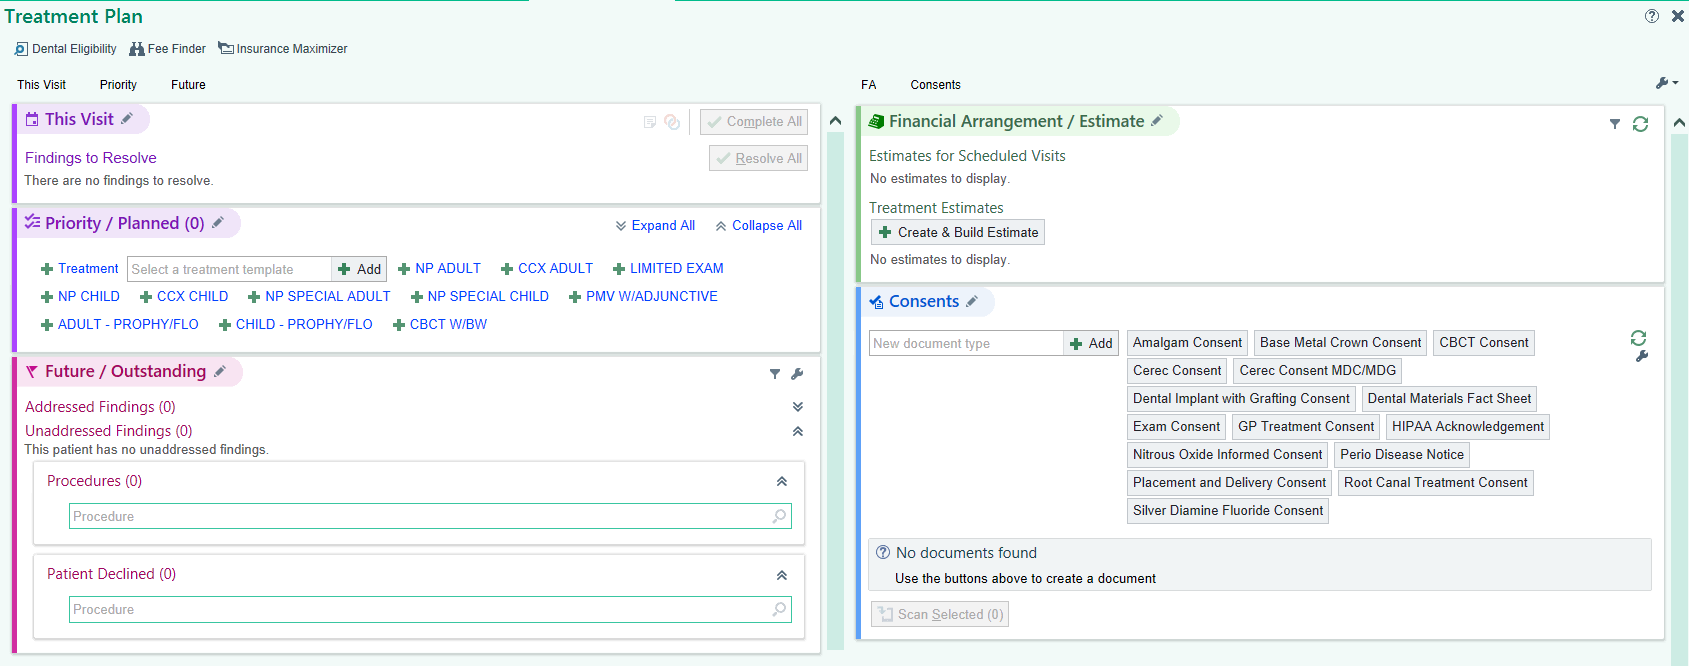 Treatment Plan
Dental Eligibility Fee Finder Insurance Maximizer
This Visit Priority Future
This Visit
Complete All
Findings to Resolve
Resolve All
There are no findings to resolve.
Priority / Planned (0)
Expand All Collapse All
Treatment Select a treatment template Add NP ADULT CCX ADULT LIMITED EXAM
NP CHILD CCX CHILD NP SPECIAL ADULT NP SPECIAL CHILD PMV W/ADJUNCTIVE
ADULT - PROPHY/FLO CHILD - PROPHY/FLO CBCT W/BW
Future / Outstanding
Addressed Findings (0)
Unaddressed Findings (0)
This patient has no unaddressed findings.
Procedures (0)
Procedure
Patient Declined (0)
Procedure
FA Consents
Financial Arrangement / Estimate
Estimates for Scheduled Visits
No estimates to display.
Treatment Estimates
Create & Build Estimate
No estimates to display.
Consents
New document type Add Amalgam Consent Base Metal Crown Consent CBCT Consent
Cerec Consent Cerec Consent MDC/MDG
Dental Implant with Grafting Consent Dental Materials Fact Sheet
Exam Consent GP Treatment Consent HIPAA Acknowledgement
Nitrous Oxide Informed Consent Perio Disease Notice
Placement and Delivery Consent Root Canal Treatment Consent
Silver Diamine Fluoride Consent
No documents found
Use the buttons above to create a document
Scan Selected (0)